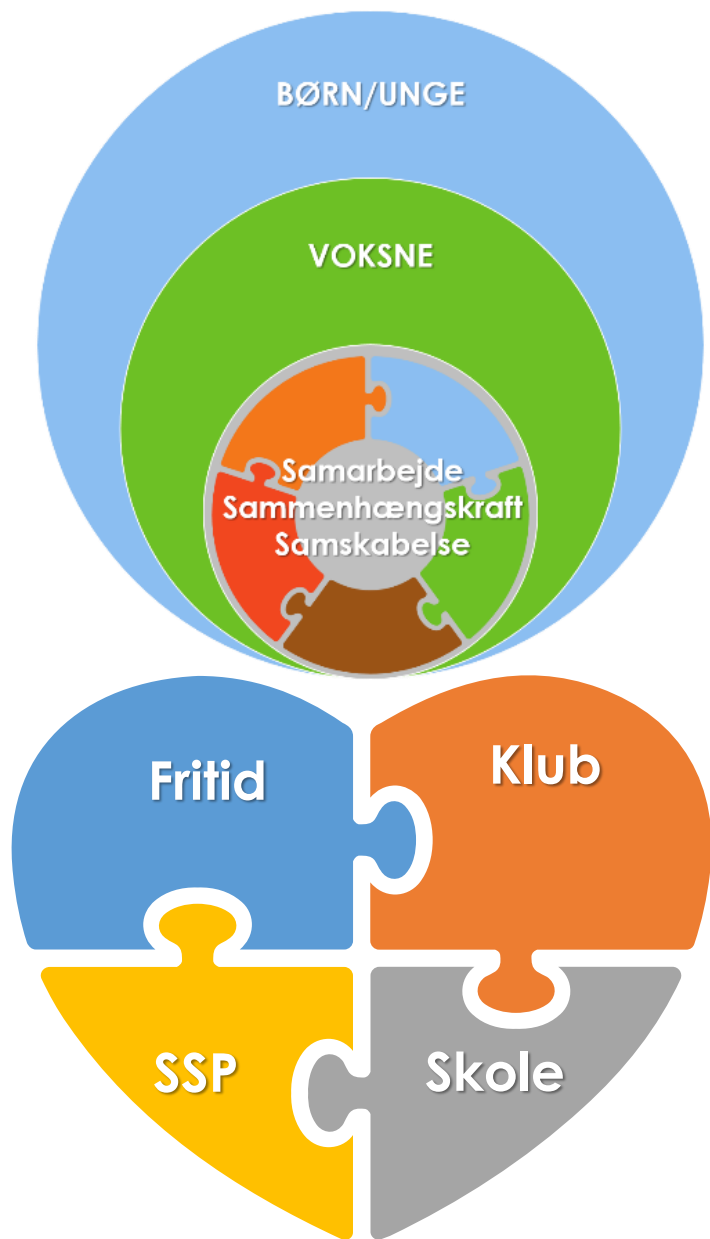 BØRN/UNGE
VOKSNE
Samarbejde
Sammenhængskraft
Samskabelse
Fritid
Klub
SSP
Skole